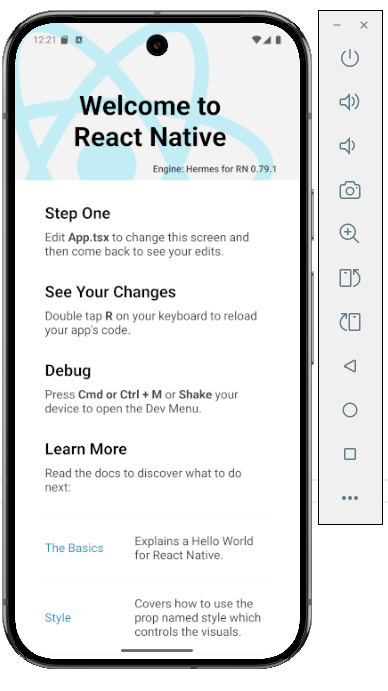 12:21
Welcome to
React Native
Engine: Hermes for RN 0.79.1
Step One
Edit App.tsx to change this screen and
then come back to see your edits.
See Your Changes
Double tap R on your keyboard to reload
your app's code.
Debug
Press Cmd or Ctrl + M or Shake your
device to open the Dev Menu.
Learn More
Read the docs to discover what to do
next:
The Basics
Explains a Hello World
for React Native.
Style
Covers how to use the
prop named style which
controls the visuals.